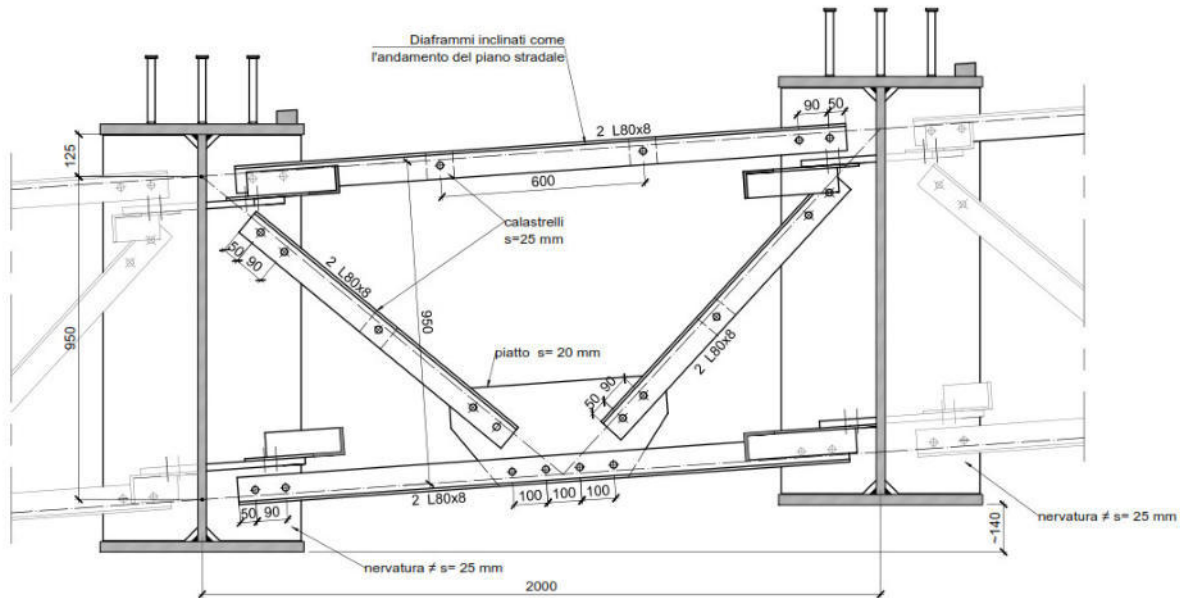 Diaframmi inclinati come
l'andamento del piano stradale
90
50
2 L80x8
125
600
calastrelli
s=25 mm
50
90
2 L80x8
950
950
2 L80x8
piatto s= 20 mm
90
50
100
100
100
2 L80x8
50
90
nervatura ≠ s= 25 mm
~140
nervatura ≠ s= 25 mm
2000